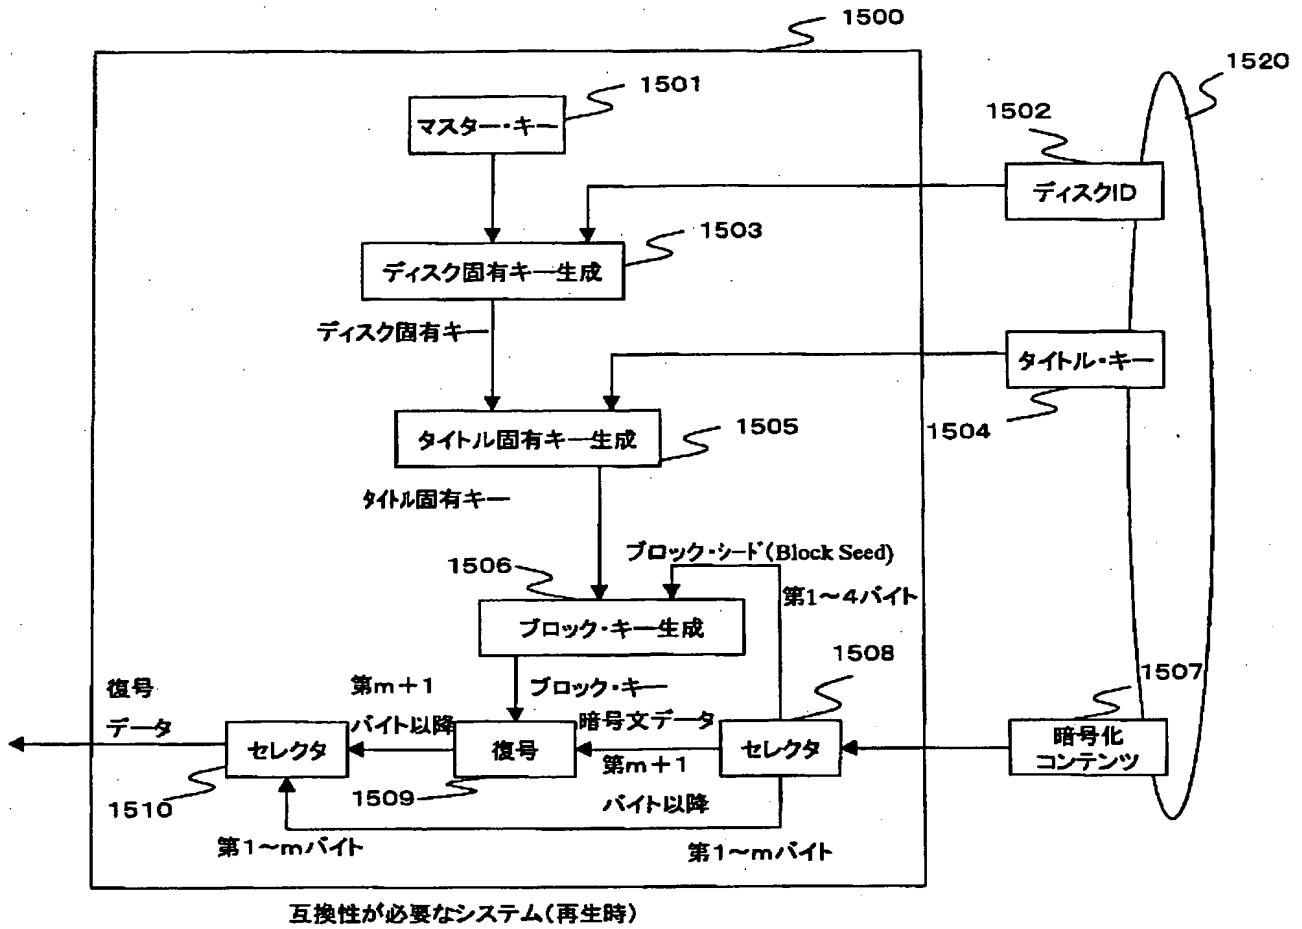 1500
1520
1501
マスター・キー
1502
ディスクID
1503
ディスク固有キー生成
ディスク固有キー
タイトル・キー
1504
1505
タイトル固有キー生成
タイトル固有キー
ブロック・シード(Block Seed)
1506
第1~4バイト
ブロック・キー生成
1508
1507
復号
データ
第m+1
バイト以降
ブロック・キー
暗号文データ
セレクタ
復号
セレクタ
暗号化
コンテンツ
第m+1
バイト以降
1510
1509
第1~mバイト
第1~mバイト
互換性が必要なシステム(再生時)